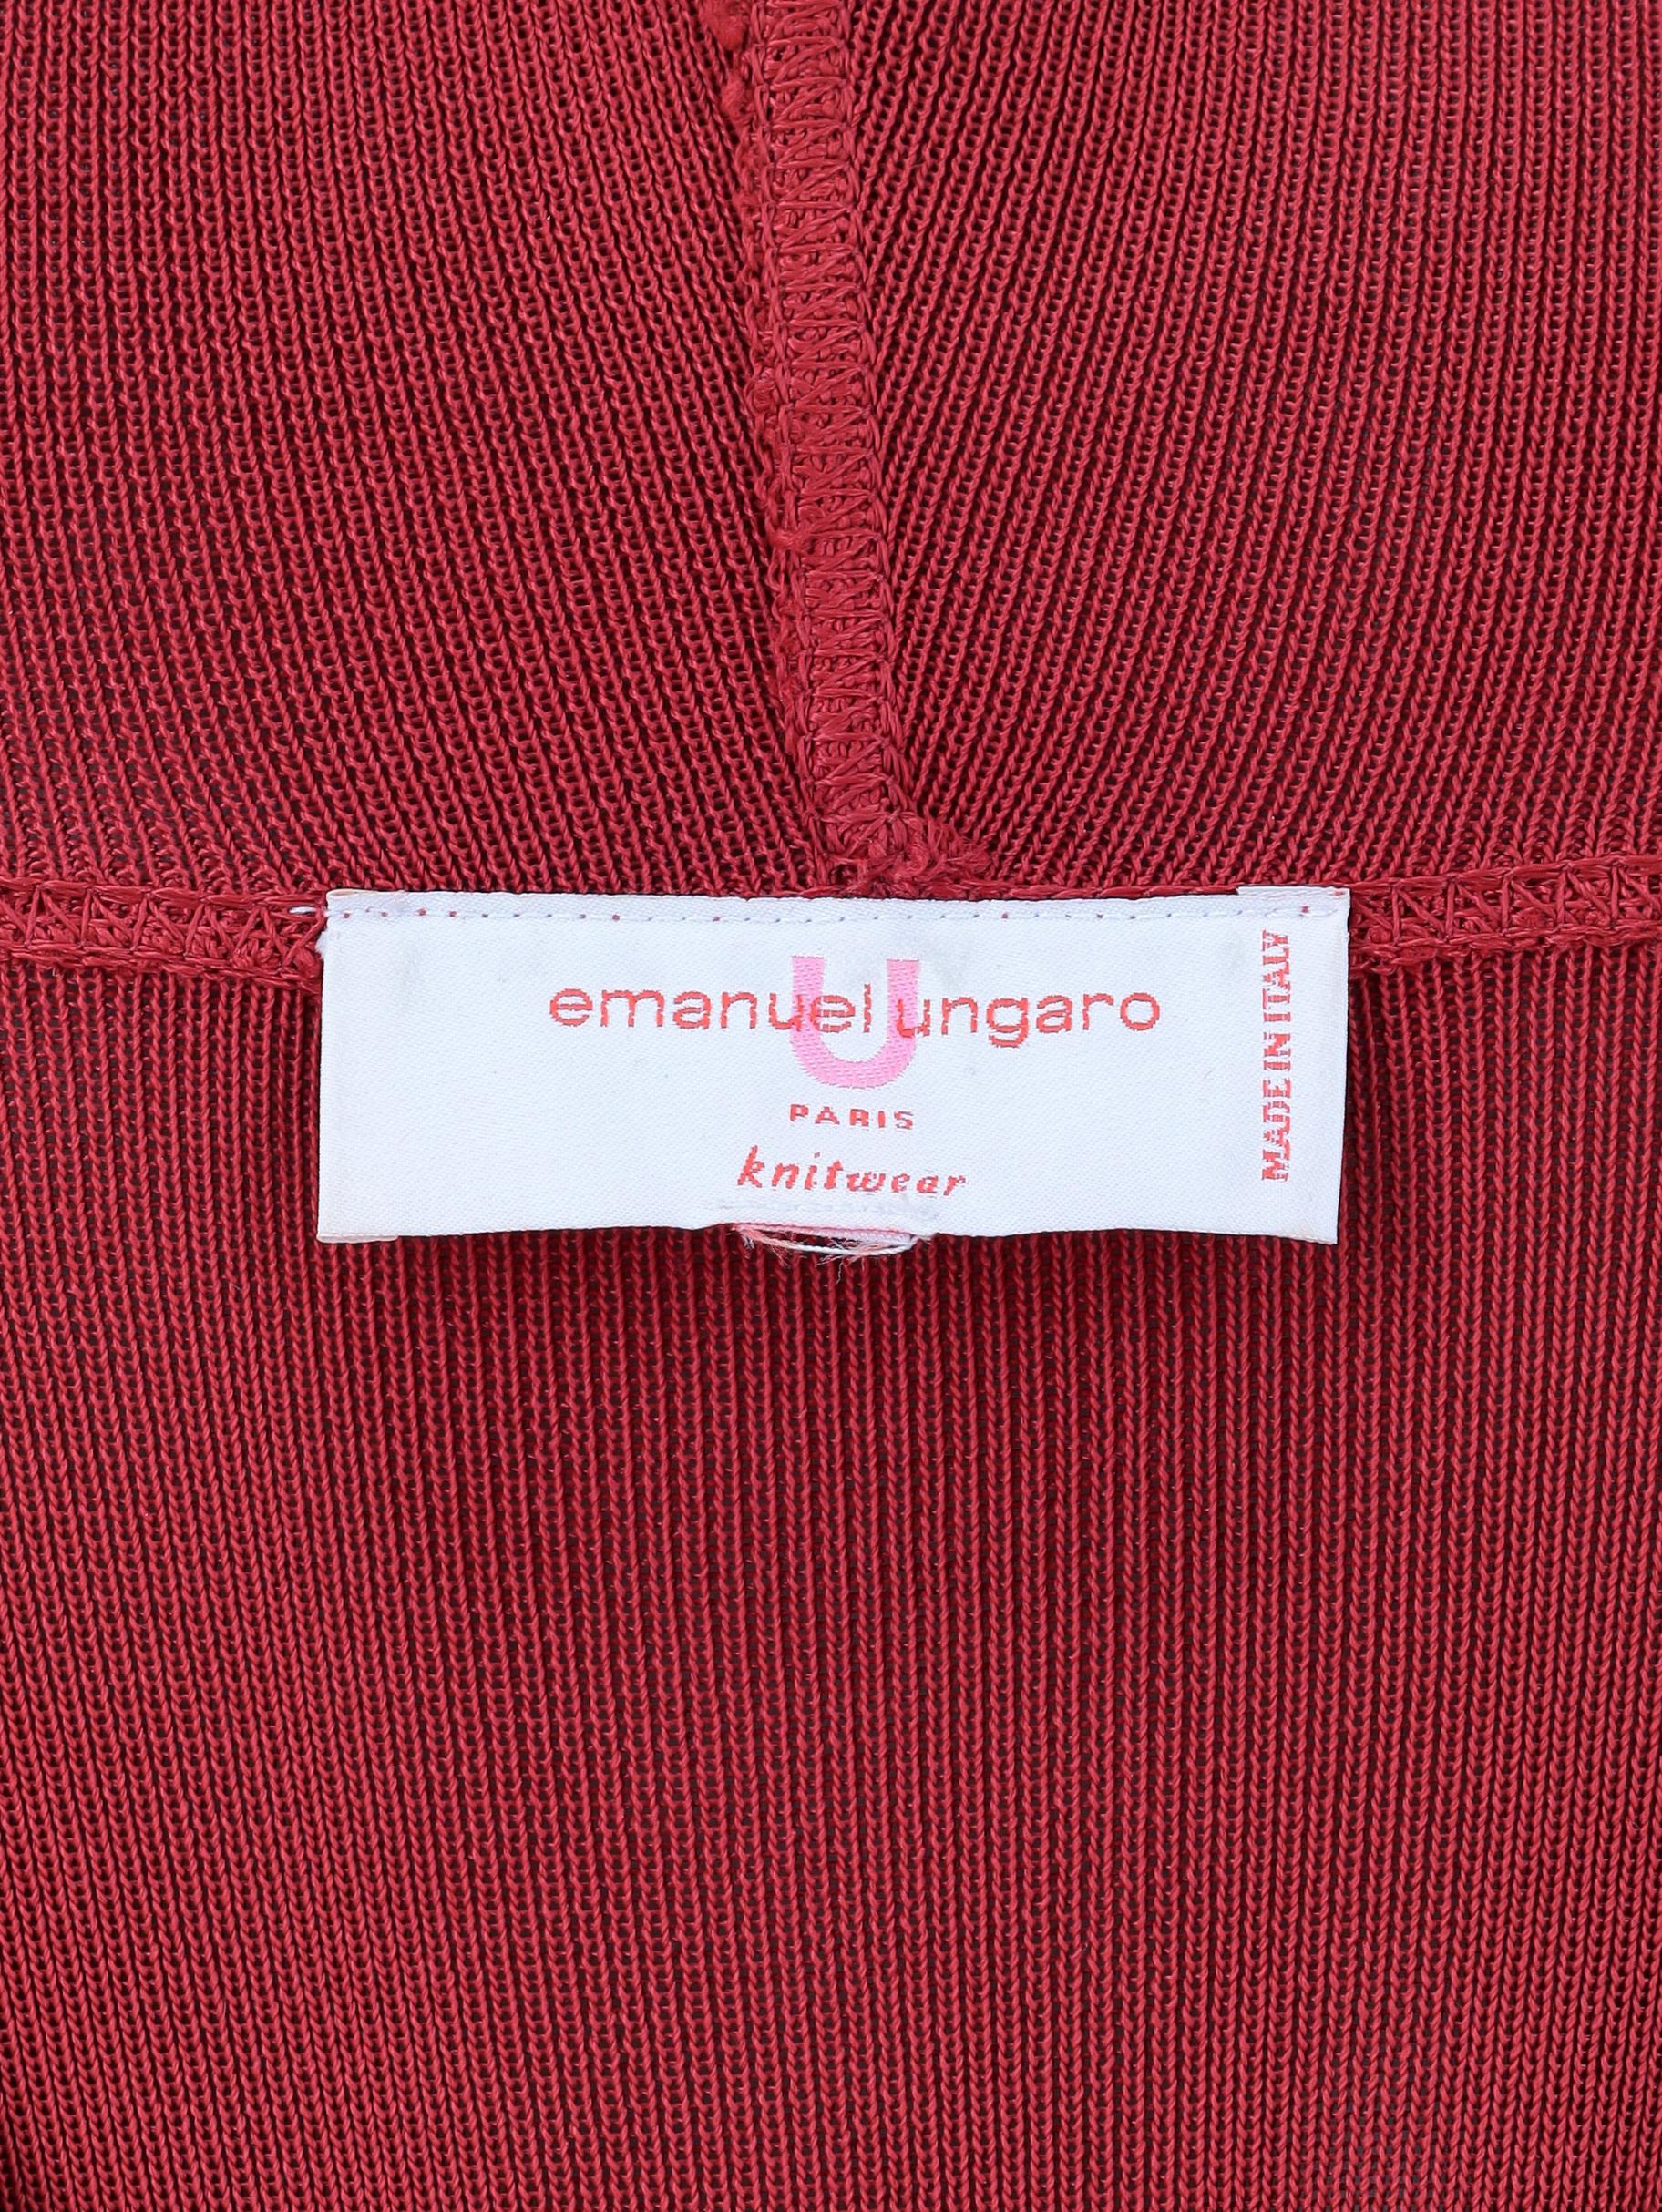 U
emanuel ungaro
PARIS
knitwear
MADE IN ITALY